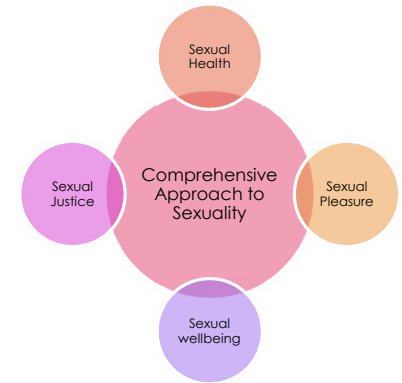 Sexual
Health
Comprehensive
Approach to
Sexuality
Sexual
Justice
Sexual
Pleasure
Sexual
wellbeing